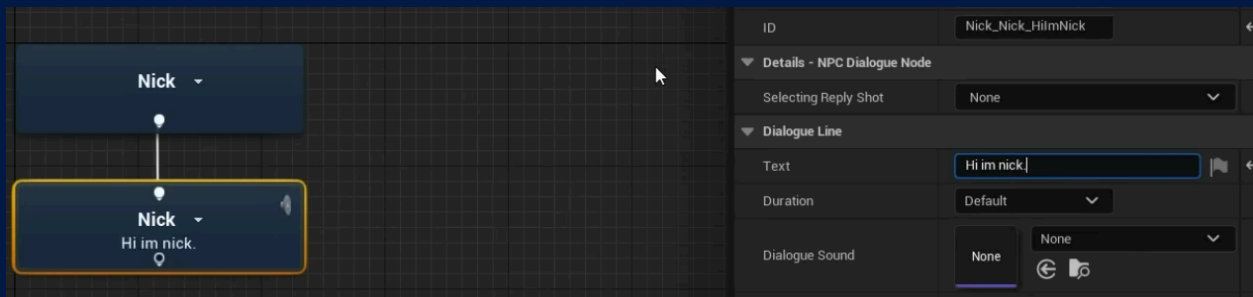 Nick
Nick
Hi im nick.
ID Nick_Nick_HiImNick
Details - NPC Dialogue Node
Selecting Reply Shot None
Dialogue Line
Text Hi im nick.
Duration Default
Dialogue Sound None None